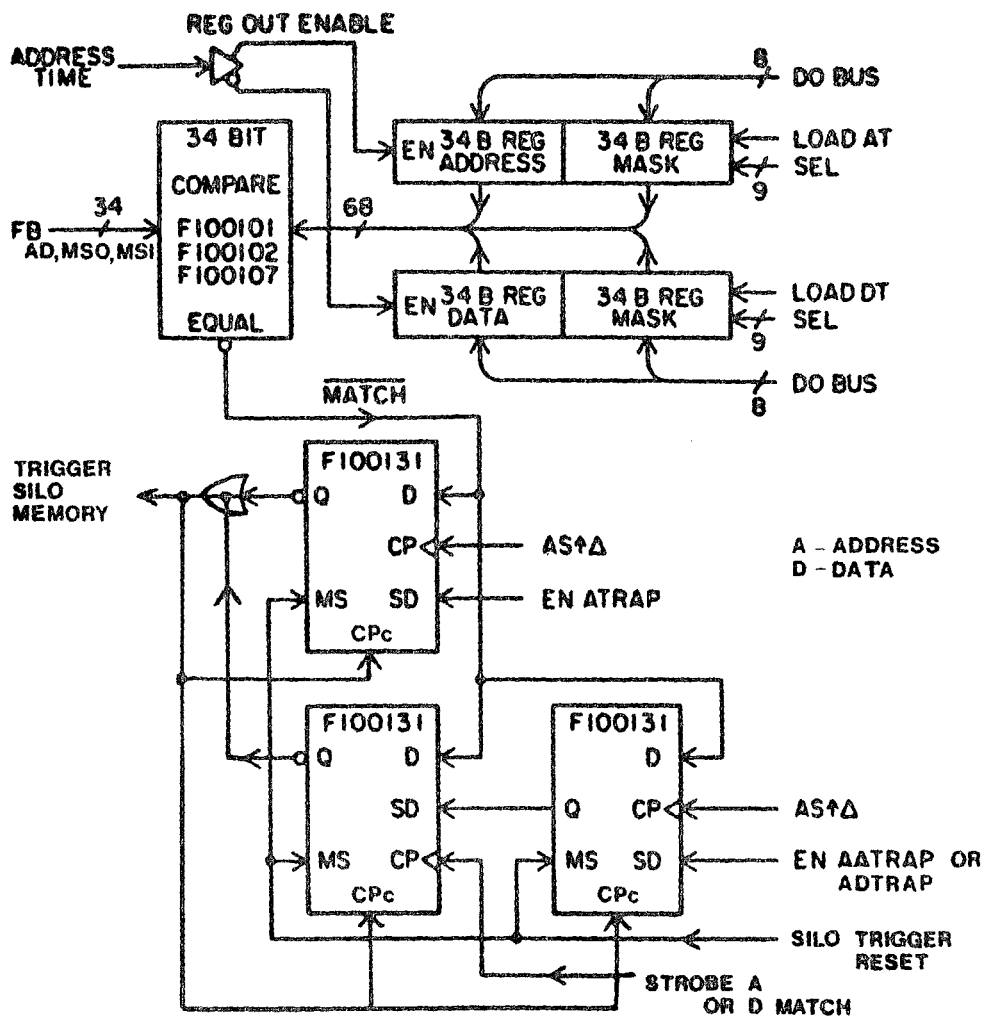 REG OUT ENABLE
ADDRESS
TIME
8
DO BUS
34 BIT
COMPARE
F100101
F100102
F100107
EQUAL
EN 34 B REG
ADDRESS
34 B REG
MASK
LOAD AT
SEL
9
34
FB
AD, MSO, MSI
68
EN 34 B REG
DATA
34 B REG
MASK
LOAD DT
SEL
9
DO BUS
8
MATCH
TRIGGER
SILO
MEMORY
F100131
Q D
CP
MS SD
CPc
AS↑Δ
EN ATRAP
A - ADDRESS
D - DATA
F100131
Q D
SD
MS CP
CPc
F100131
D
Q CP
MS SD
CPc
AS↑Δ
EN AATRAP OR
ADTRAP
SILO TRIGGER
RESET
STROBE A
OR D MATCH